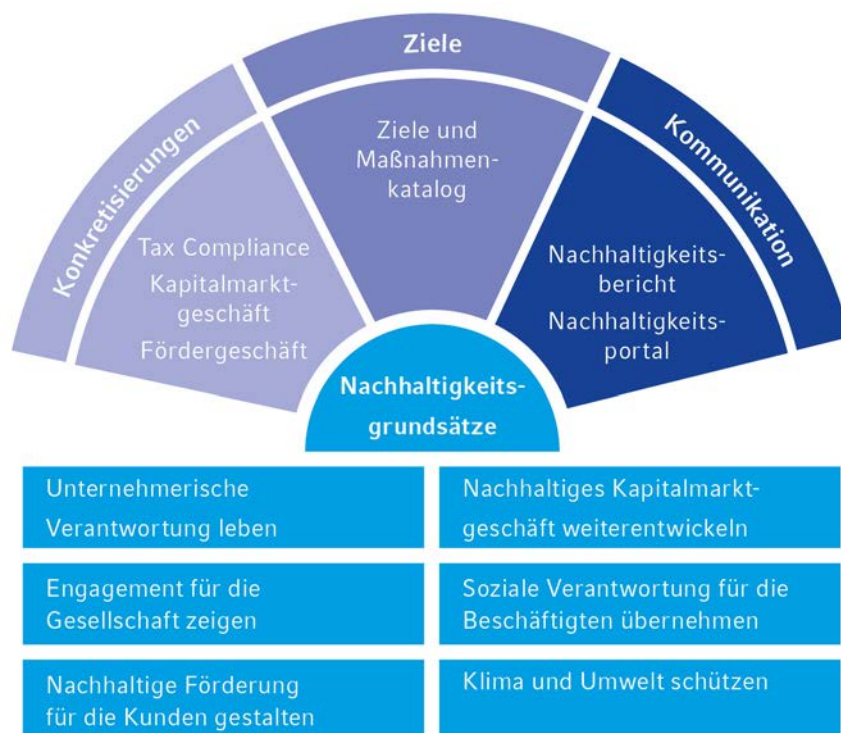 Konkretisierungen
Tax Compliance
Kapitalmarkt-
geschäft
Fördergeschäft
Ziele
Ziele und
Maßnahmen-
katalog
Kommunikation
Nachhaltigkeits-
bericht
Nachhaltigkeits-
portal
Nachhaltigkeits-
grundsätze
Unternehmerische
Verantwortung leben
Nachhaltiges Kapitalmarkt-
geschäft weiterentwickeln
Engagement für die
Gesellschaft zeigen
Soziale Verantwortung für die
Beschäftigten übernehmen
Nachhaltige Förderung
für die Kunden gestalten
Klima und Umwelt schützen